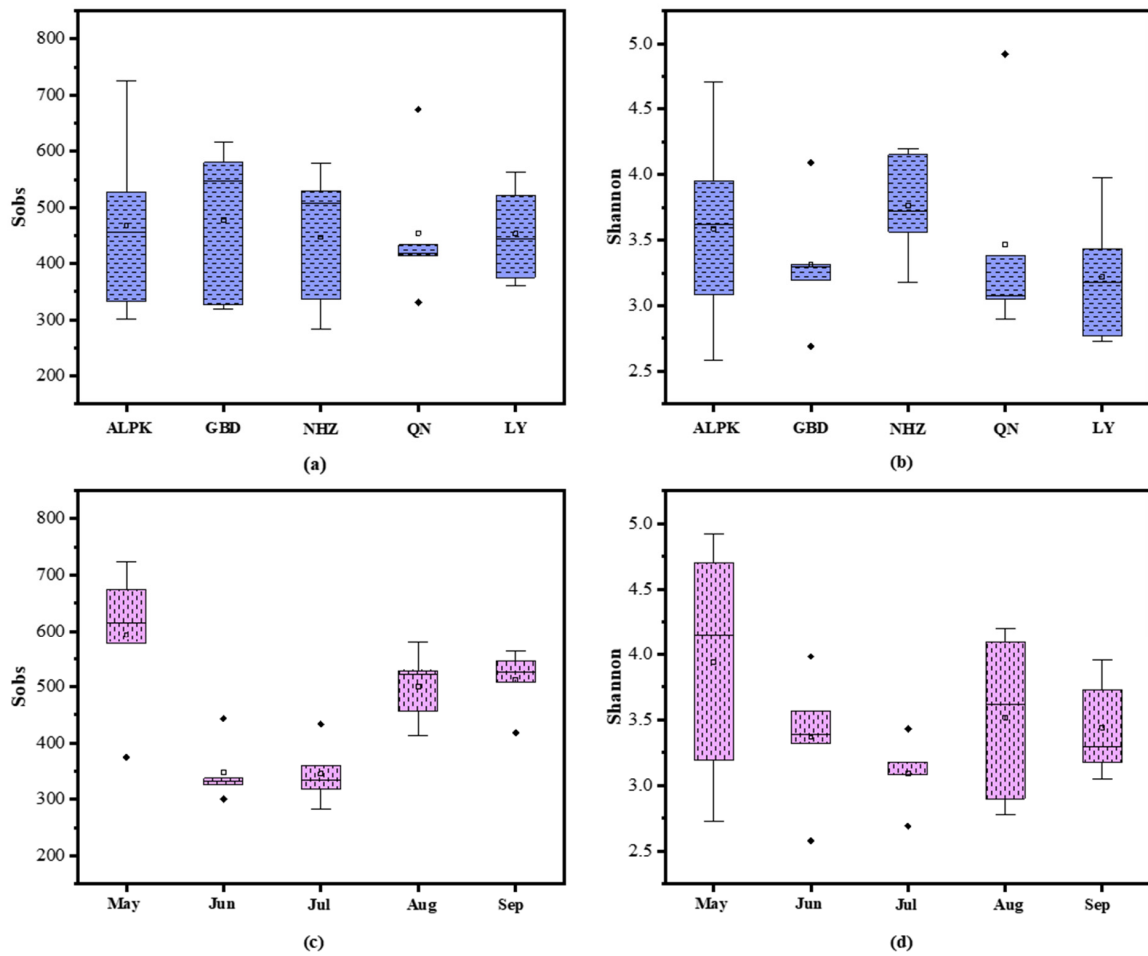 800
700
600
500
400
300
200
Sobs
ALPK GBD NHZ QN LY
(a)
5.0
4.5
4.0
3.5
3.0
2.5
Shannon
ALPK GBD NHZ QN LY
(b)
800
700
600
500
400
300
200
Sobs
May Jun Jul Aug Sep
(c)
5.0
4.5
4.0
3.5
3.0
2.5
Shannon
May Jun Jul Aug Sep
(d)